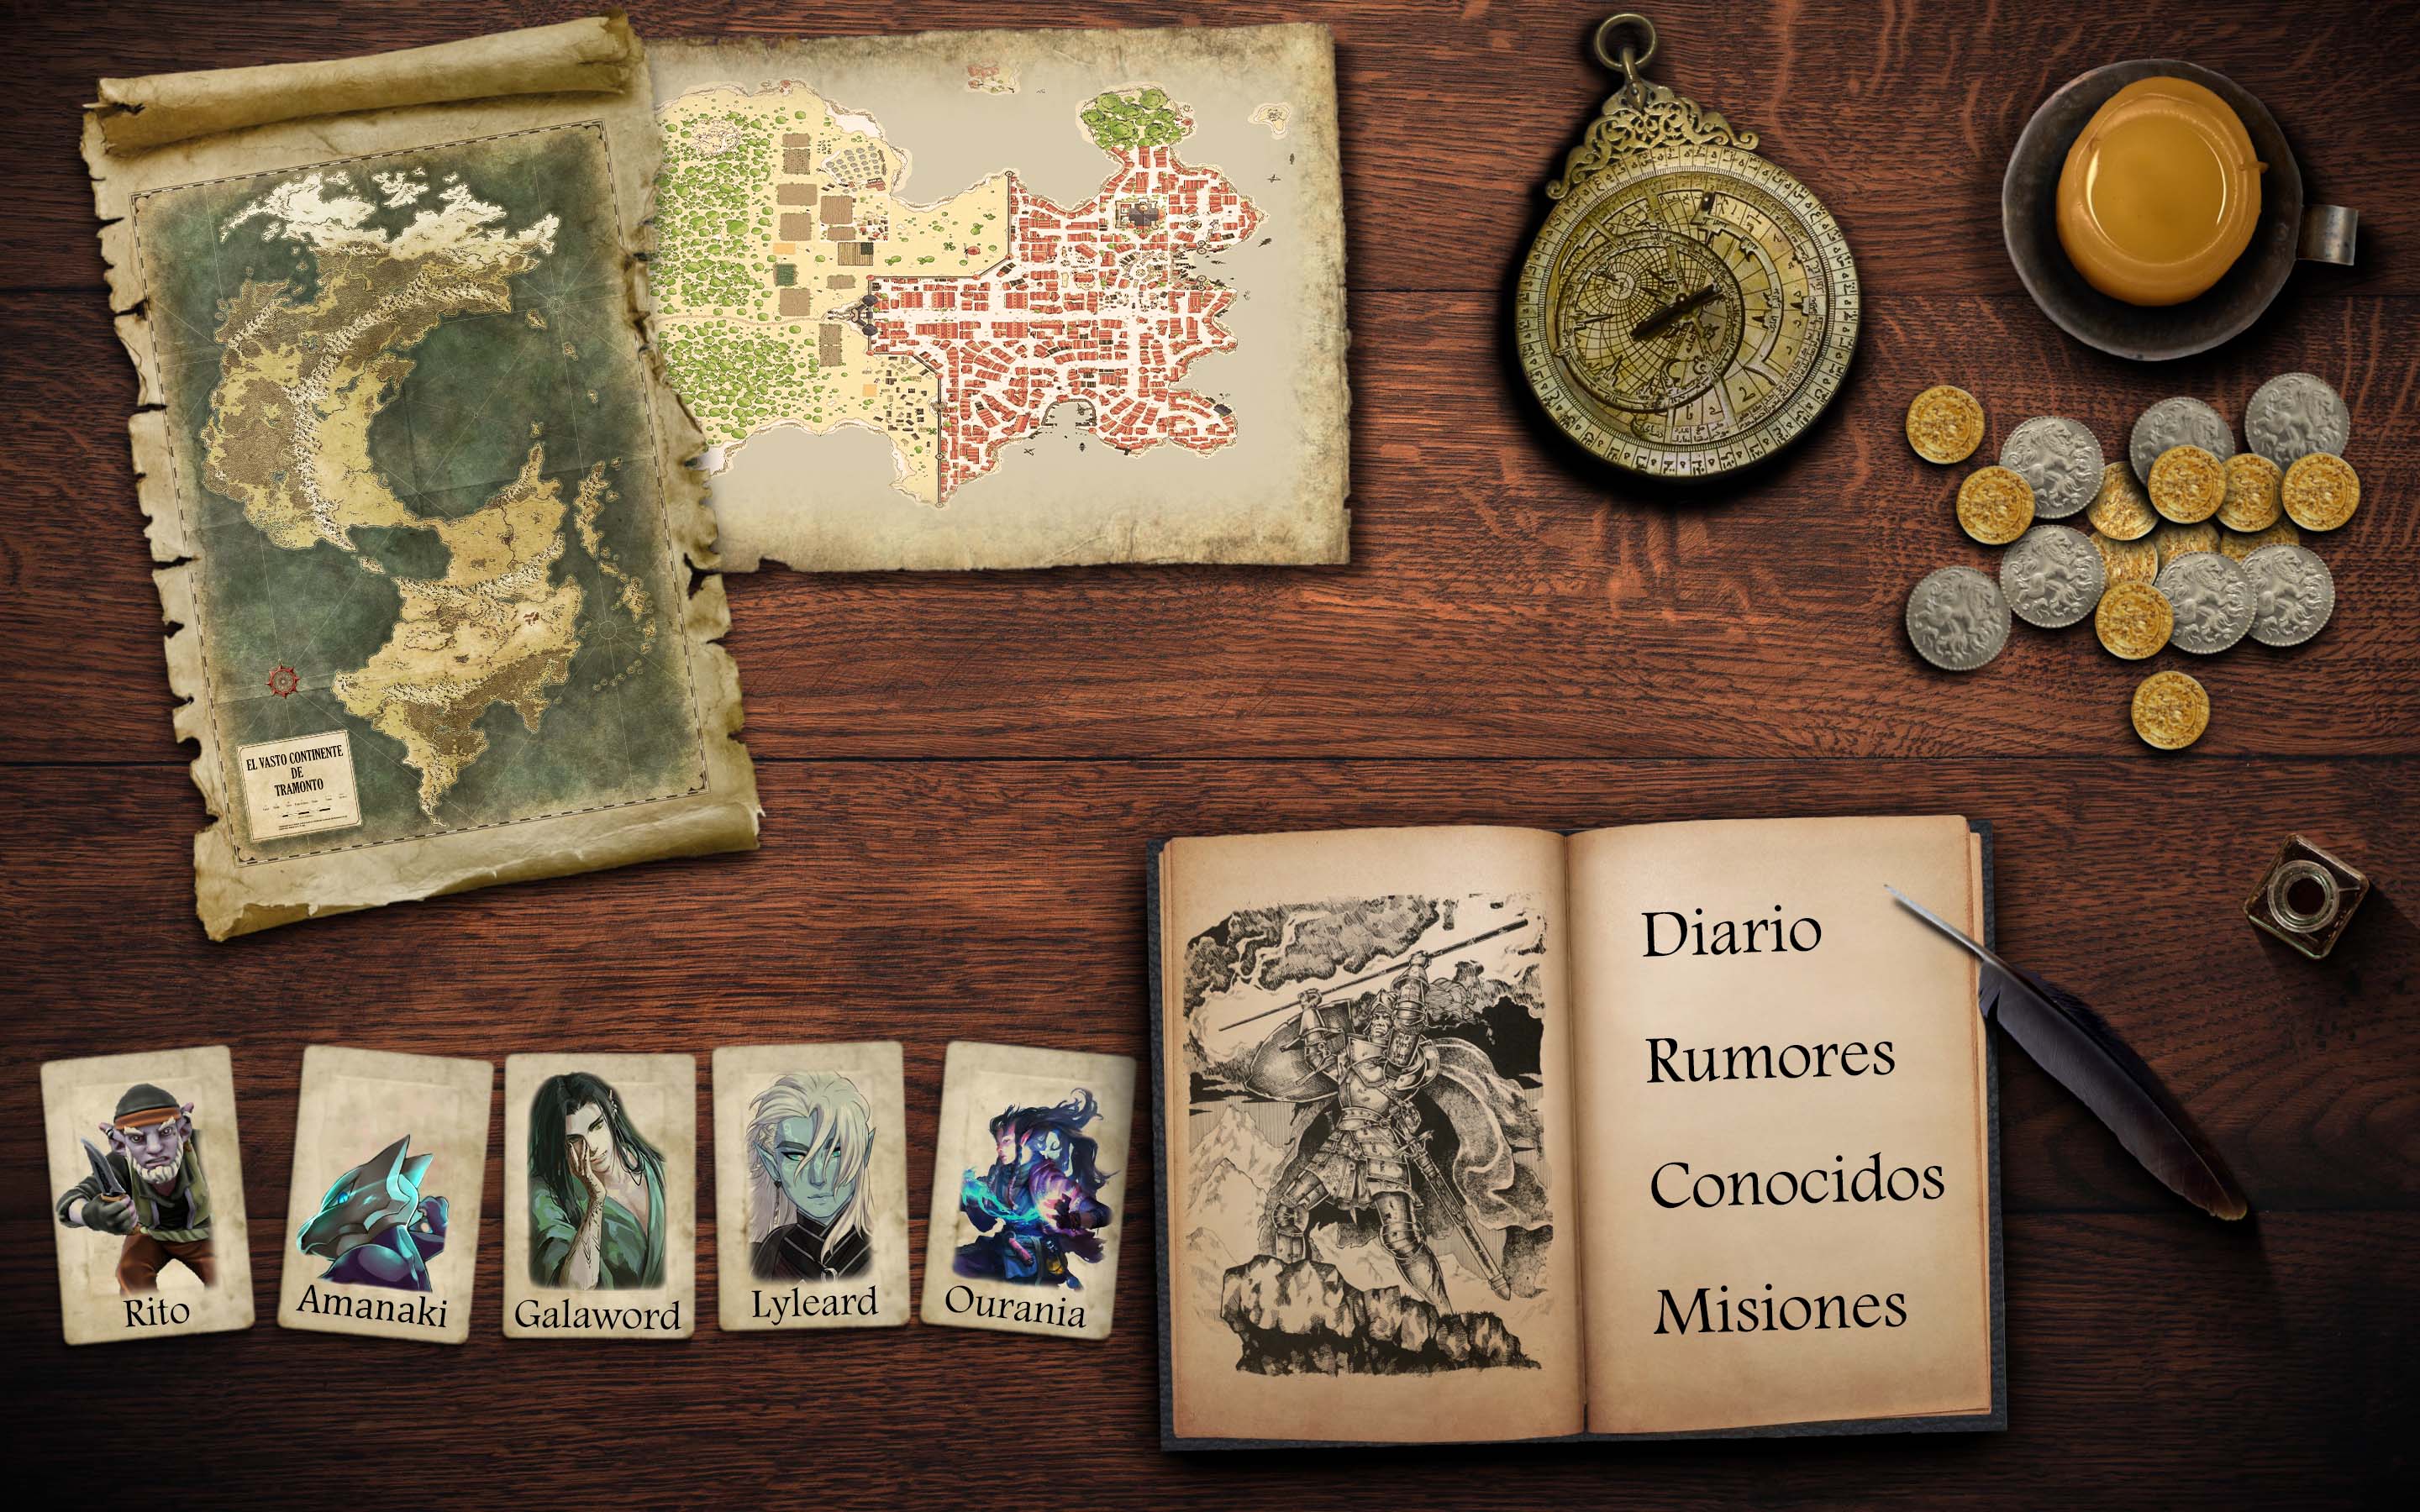 EL VASTO CONTINENTE
DE
TRAMONTO
Diario
Rumores
Conocidos
Misiones
Rito
Amanaki
Galaword
Lyleard
Ourania